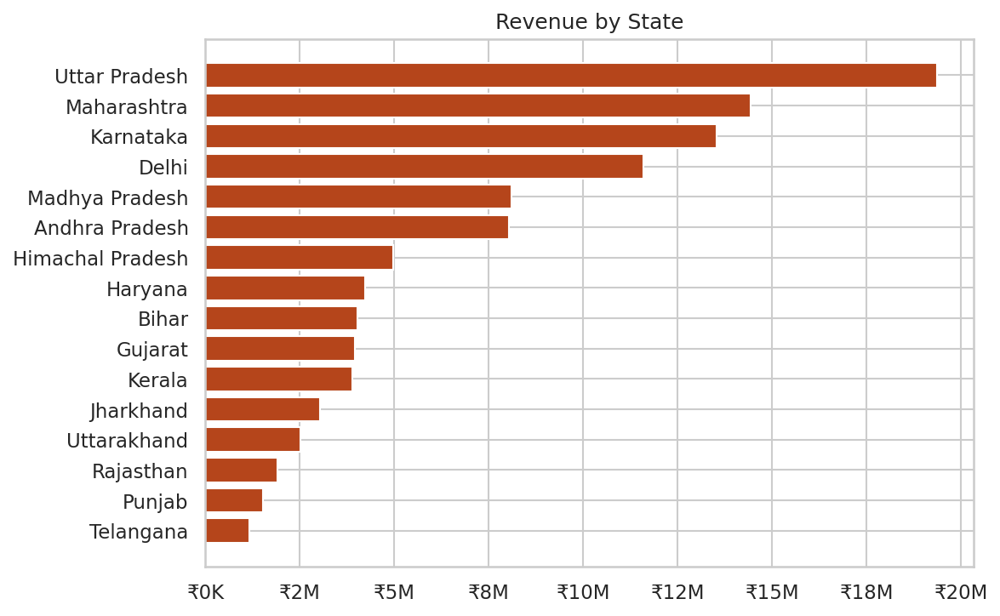 Revenue by State
Uttar Pradesh
Maharashtra
Karnataka
Delhi
Madhya Pradesh
Andhra Pradesh
Himachal Pradesh
Haryana
Bihar
Gujarat
Kerala
Jharkhand
Uttarakhand
Rajasthan
Punjab
Telangana
₹0K ₹2M ₹5M ₹8M ₹10M ₹12M ₹15M ₹18M ₹20M